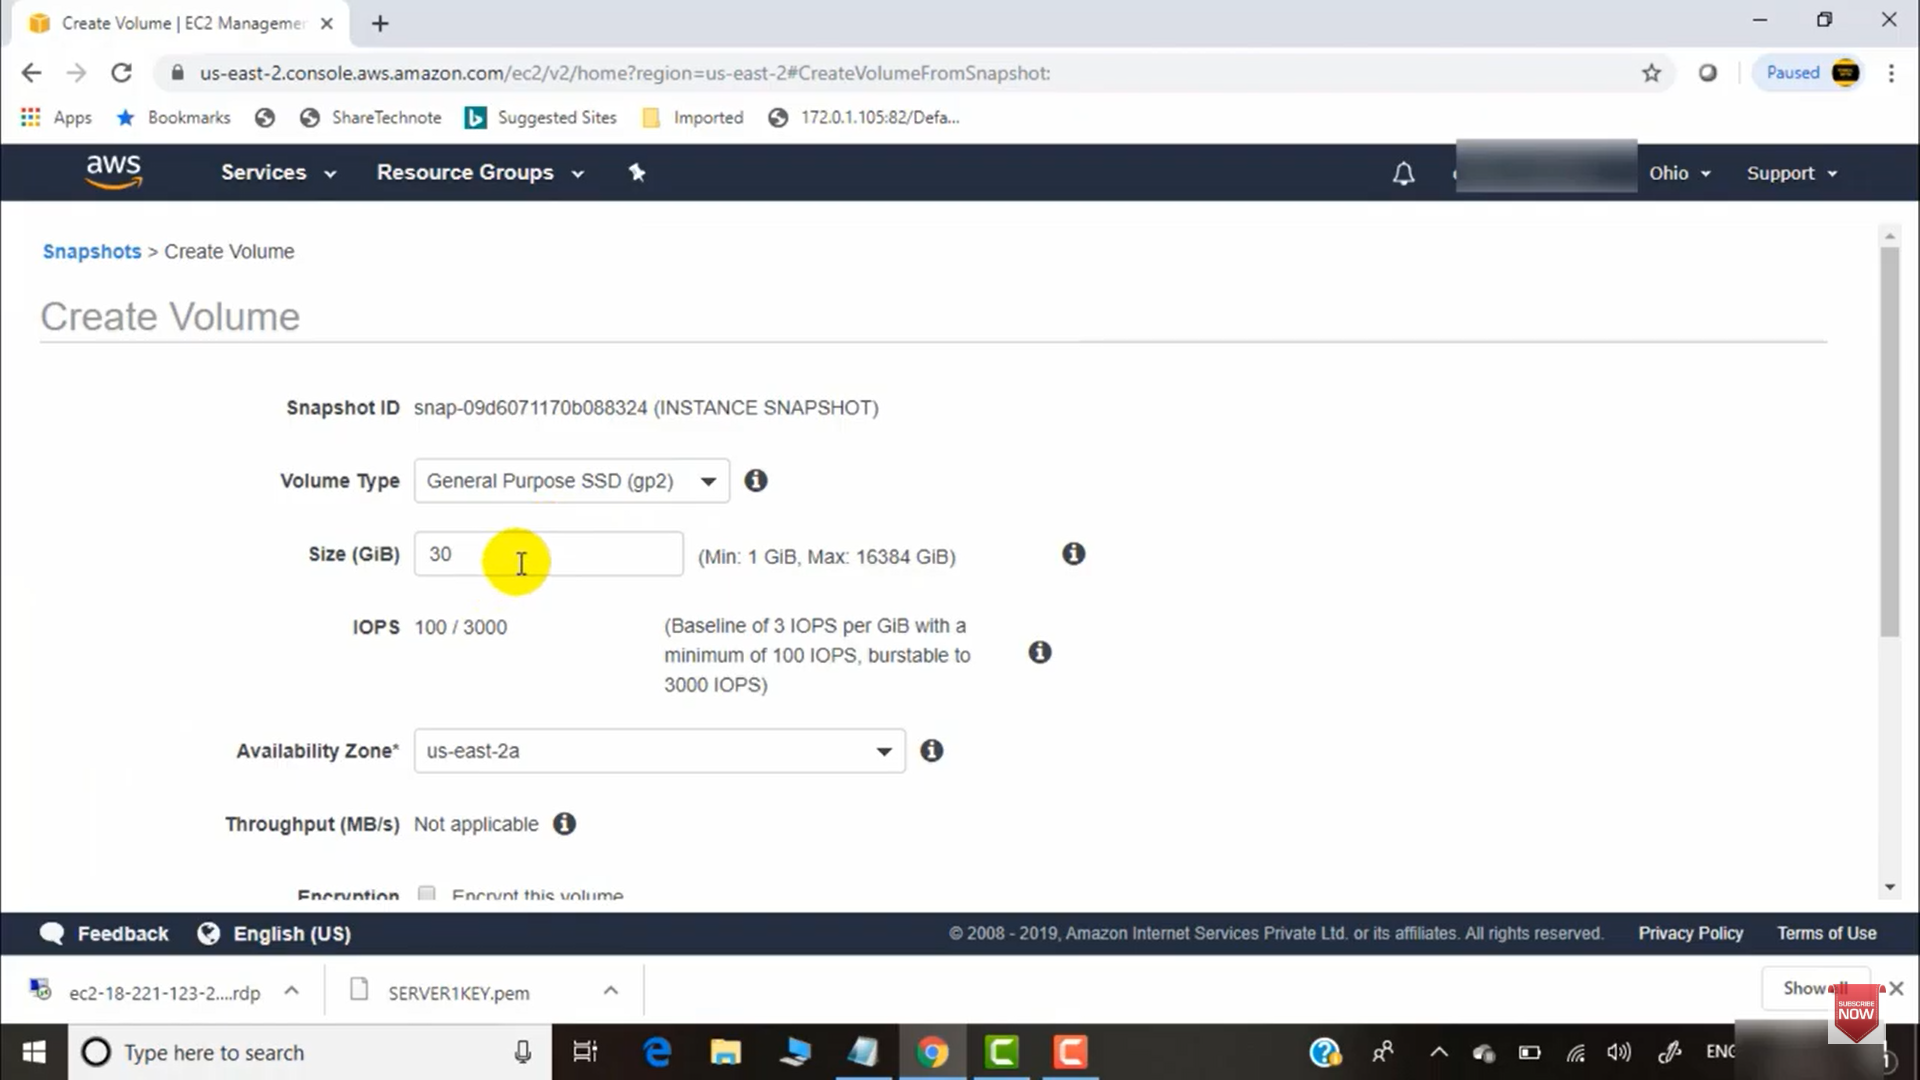 Create Volume | EC2 Managemen
us-east-2.console.aws.amazon.com/ec2/v2/home?region=us-east-2#CreateVolumeFromSnapshot:
Paused
Apps
Bookmarks
ShareTechnote
Suggested Sites
Imported
172.0.1.105:82/Defa...
aws
Services
Resource Groups
Ohio
Support
Snapshots > Create Volume
Create Volume
Snapshot ID snap-09d6071170b088324 (INSTANCE SNAPSHOT)
Volume Type General Purpose SSD (gp2)
Size (GiB) 30 (Min: 1 GiB, Max: 16384 GiB)
IOPS 100 / 3000 (Baseline of 3 IOPS per GiB with a
minimum of 100 IOPS, burstable to
3000 IOPS)
Availability Zone* us-east-2a
Throughput (MB/s) Not applicable
Encryption Encrypt this volume
Feedback English (US)
© 2008 - 2019, Amazon Internet Services Private Ltd. or its affiliates. All rights reserved. Privacy Policy Terms of Use
ec2-18-221-123-2....rdp
SERVER1KEY.pem
Show all
SUBSCRIBE
NOW
Type here to search
ENG